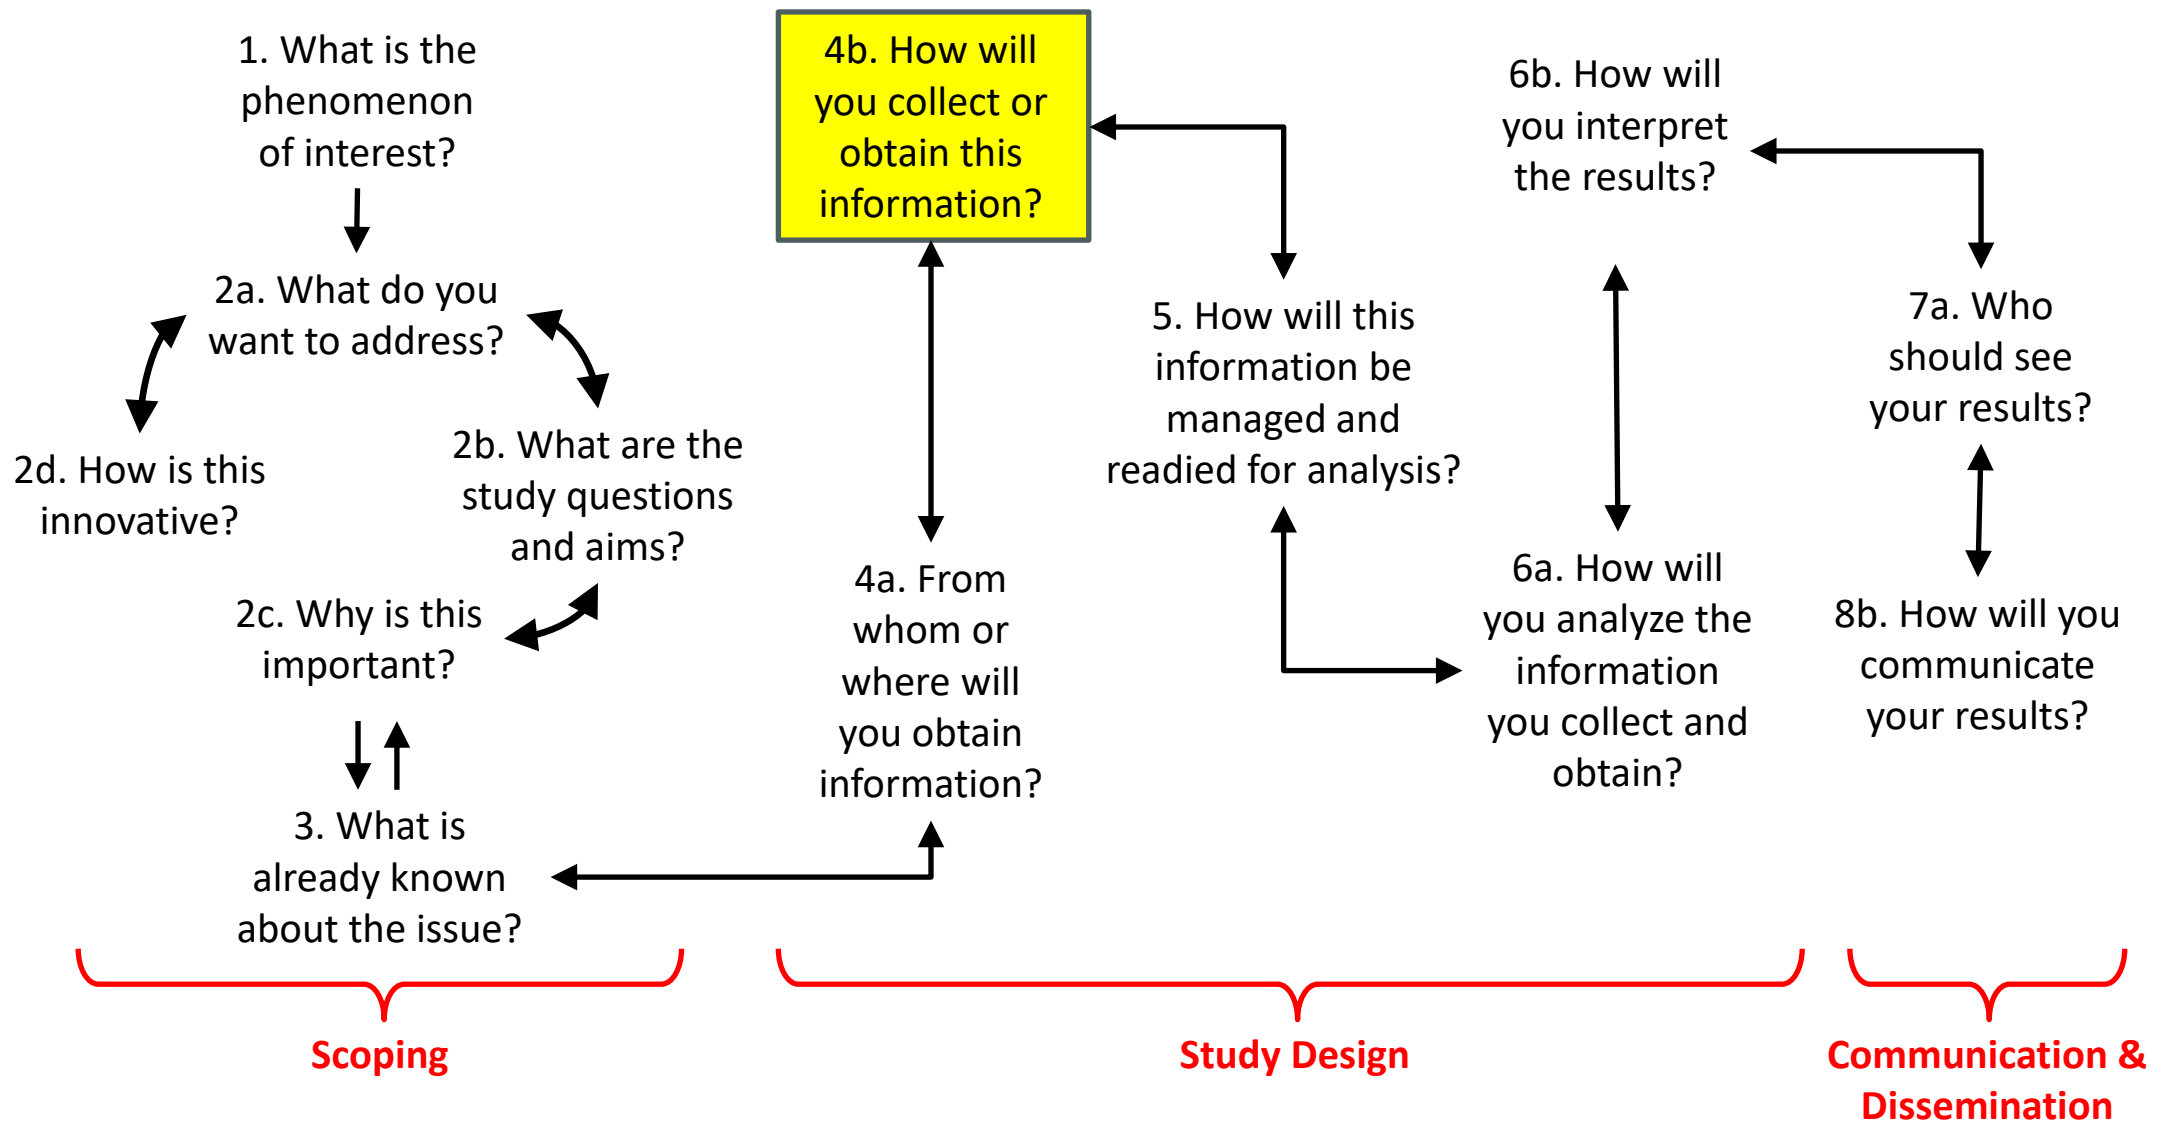 1. What is the
phenomenon
of interest?
2a. What do you
want to address?
2d. How is this
innovative?
2b. What are the
study questions
and aims?
2c. Why is this
important?
3. What is
already known
about the issue?
4b. How will
you collect or
obtain this
information?
4a. From
whom or
where will
you obtain
information?
5. How will this
information be
managed and
readied for analysis?
6b. How will
you interpret
the results?
6a. How will
you analyze the
information
you collect and
obtain?
7a. Who
should see
your results?
8b. How will you
communicate
your results?
Scoping
Study Design
Communication &
Dissemination